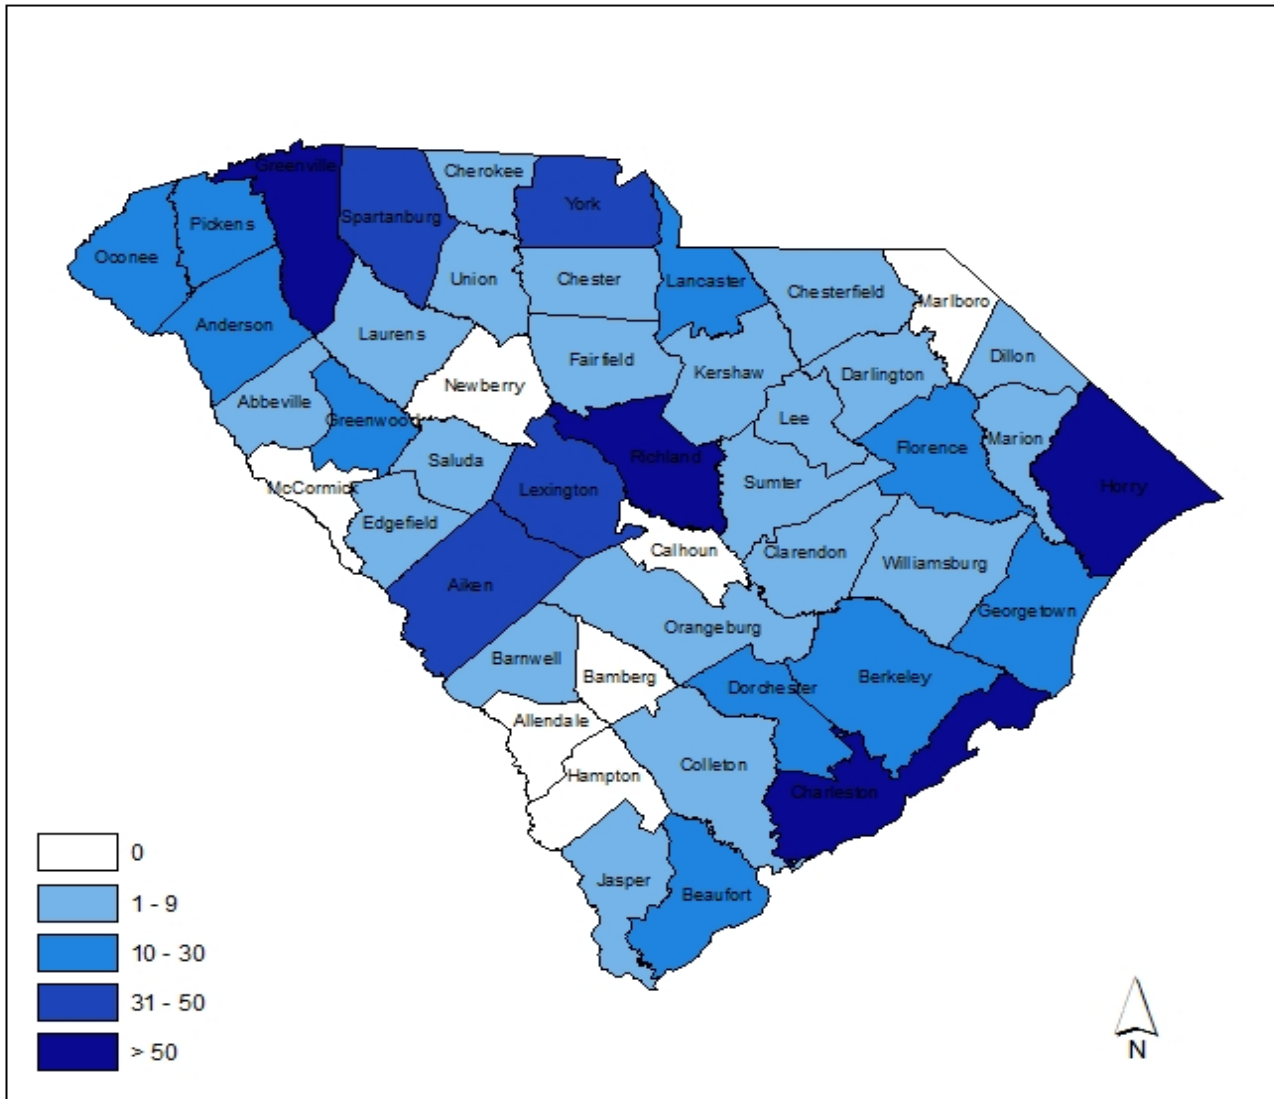 Greenville
Cherokee
York
Spartanburg
Pickens
Oconee
Union
Chester
Lancaster
Chesterfield
Marlboro
Anderson
Laurens
Fairfield
Kershaw
Darlington
Dillon
Newberry
Abbeville
Greenwood
Lee
Marion
Florence
Saluda
Richland
Sumter
Horry
McCormick
Lexington
Edgefield
Calhoun
Clarendon
Williamsburg
Aiken
Georgetown
Orangeburg
Barnwell
Bamberg
Dorchester
Berkeley
Allendale
Hampton
Colleton
Charleston
Jasper
Beaufort
0
1 - 9
10 - 30
31 - 50
> 50
N